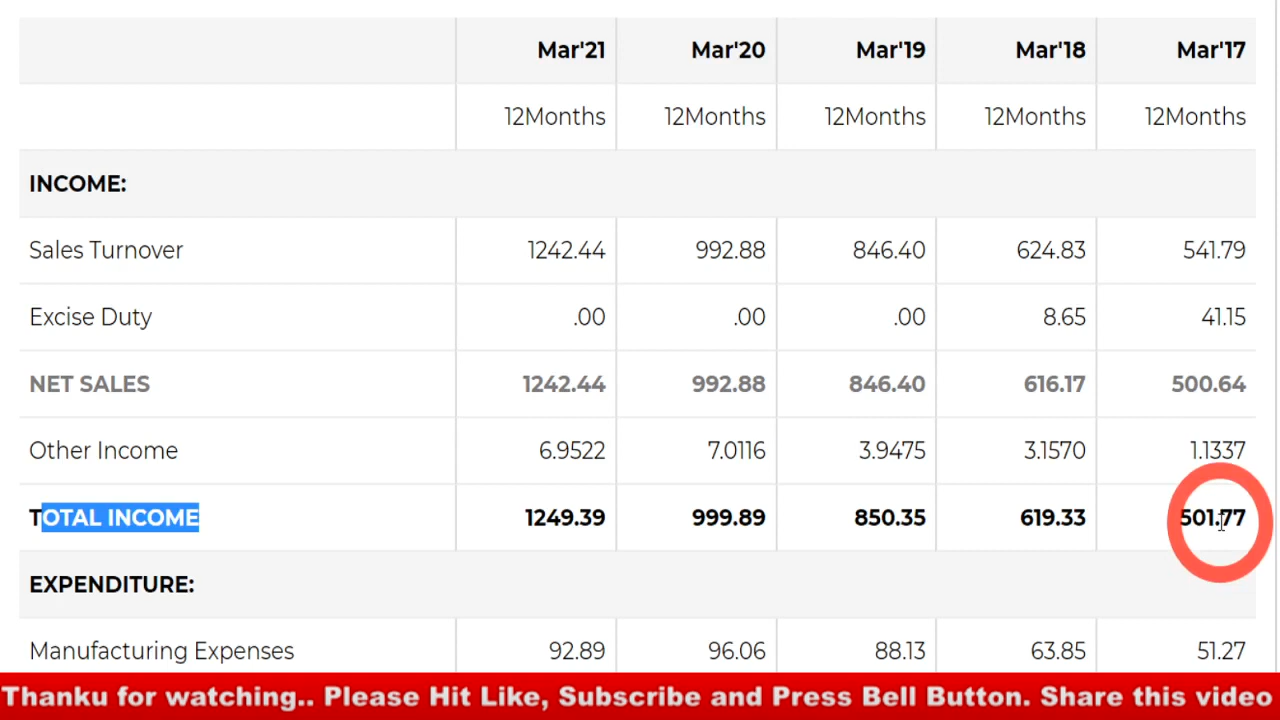 Mar'21 Mar'20 Mar'19 Mar'18 Mar'17
12Months 12Months 12Months 12Months 12Months
INCOME:
Sales Turnover 1242.44 992.88 846.40 624.83 541.79
Excise Duty .00 .00 .00 8.65 41.15
NET SALES 1242.44 992.88 846.40 616.17 500.64
Other Income 6.9522 7.0116 3.9475 3.1570 1.1337
TOTAL INCOME 1249.39 999.89 850.35 619.33 501.77
EXPENDITURE:
Manufacturing Expenses 92.89 96.06 88.13 63.85 51.27
Thanku for watching.. Please Hit Like, Subscribe and Press Bell Button. Share this video